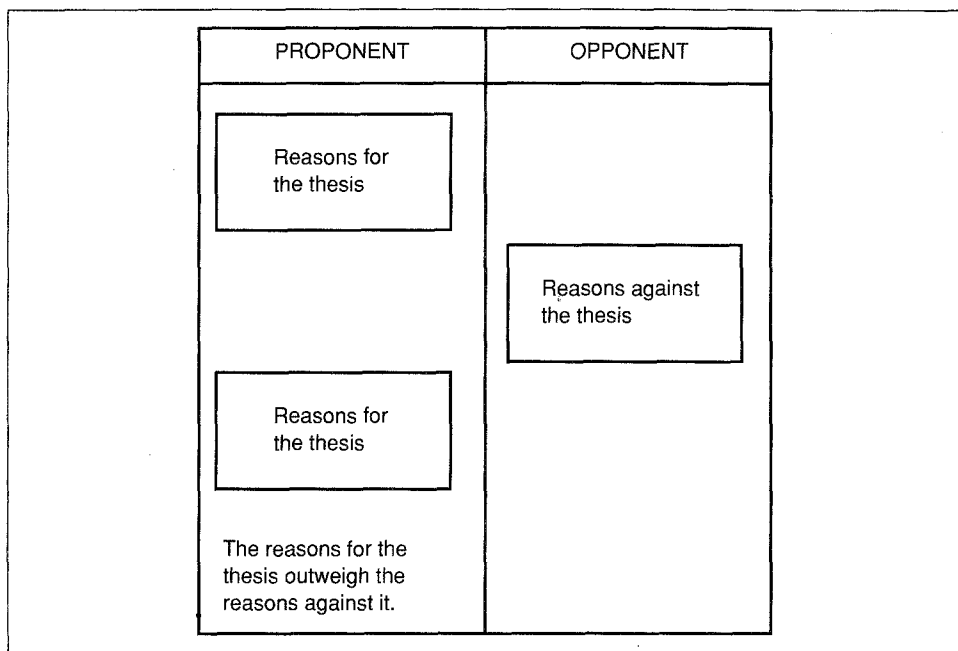 PROPONENT
OPPONENT
Reasons for
the thesis
Reasons against
the thesis
Reasons for
the thesis
The reasons for the
thesis outweigh the
reasons against it.